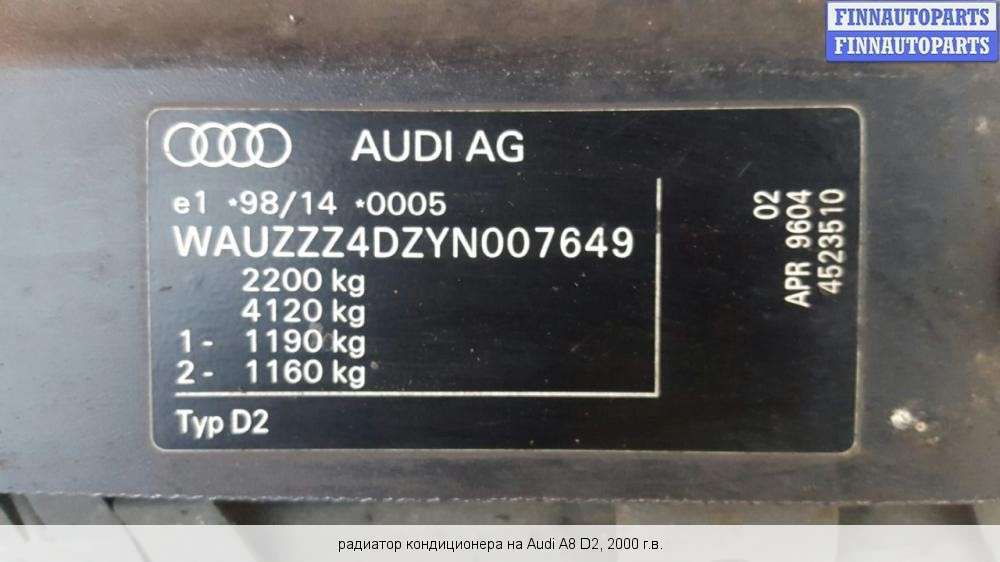 FINNAUTOPARTS
FINNAUTOPARTS
AUDI AG
e1 *98/14 *0005
WAUZZZ4DZYN007649
2200 kg
4120 kg
1- 1190 kg
2- 1160 kg
Typ D2
02
APR 9604
4523510
радиатор кондиционера на Audi A8 D2, 2000 г.в.